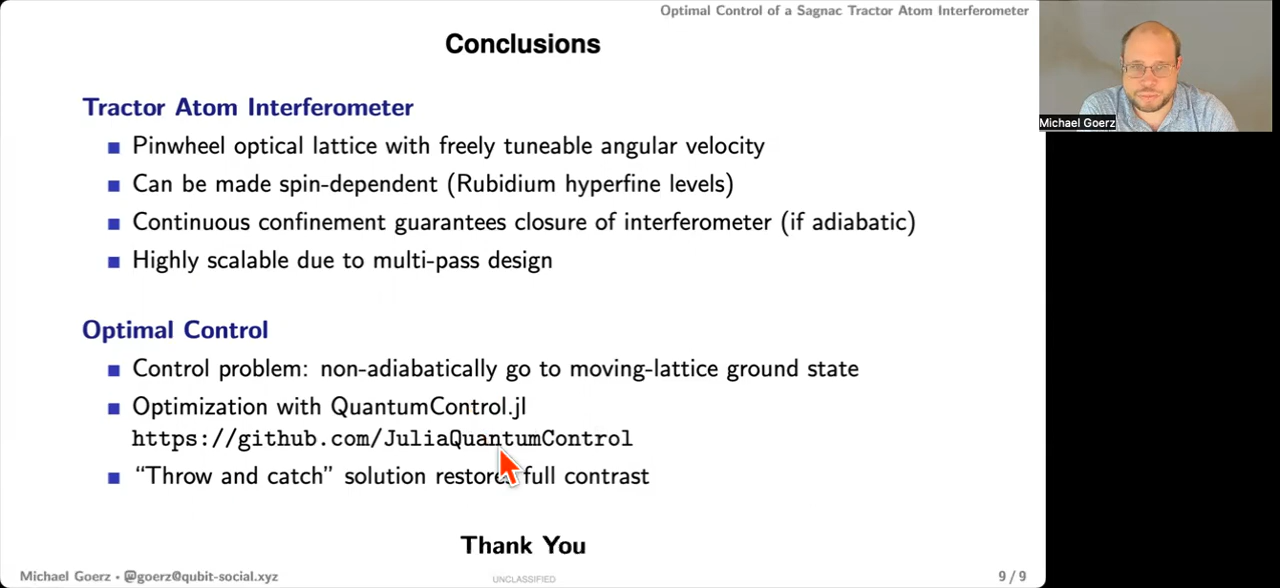 Optimal Control of a Sagnac Tractor Atom Interferometer
Conclusions
Michael Goerz
Tractor Atom Interferometer
Pinwheel optical lattice with freely tuneable angular velocity
Can be made spin-dependent (Rubidium hyperfine levels)
Continuous confinement guarantees closure of interferometer (if adiabatic)
Highly scalable due to multi-pass design
Optimal Control
Control problem: non-adiabatically go to moving-lattice ground state
Optimization with QuantumControl.jl
https://github.com/JuliaQuantumControl
“Throw and catch” solution restores full contrast
Thank You
Michael Goerz • @goerz@qubit-social.xyz
UNCLASSIFIED
9 / 9